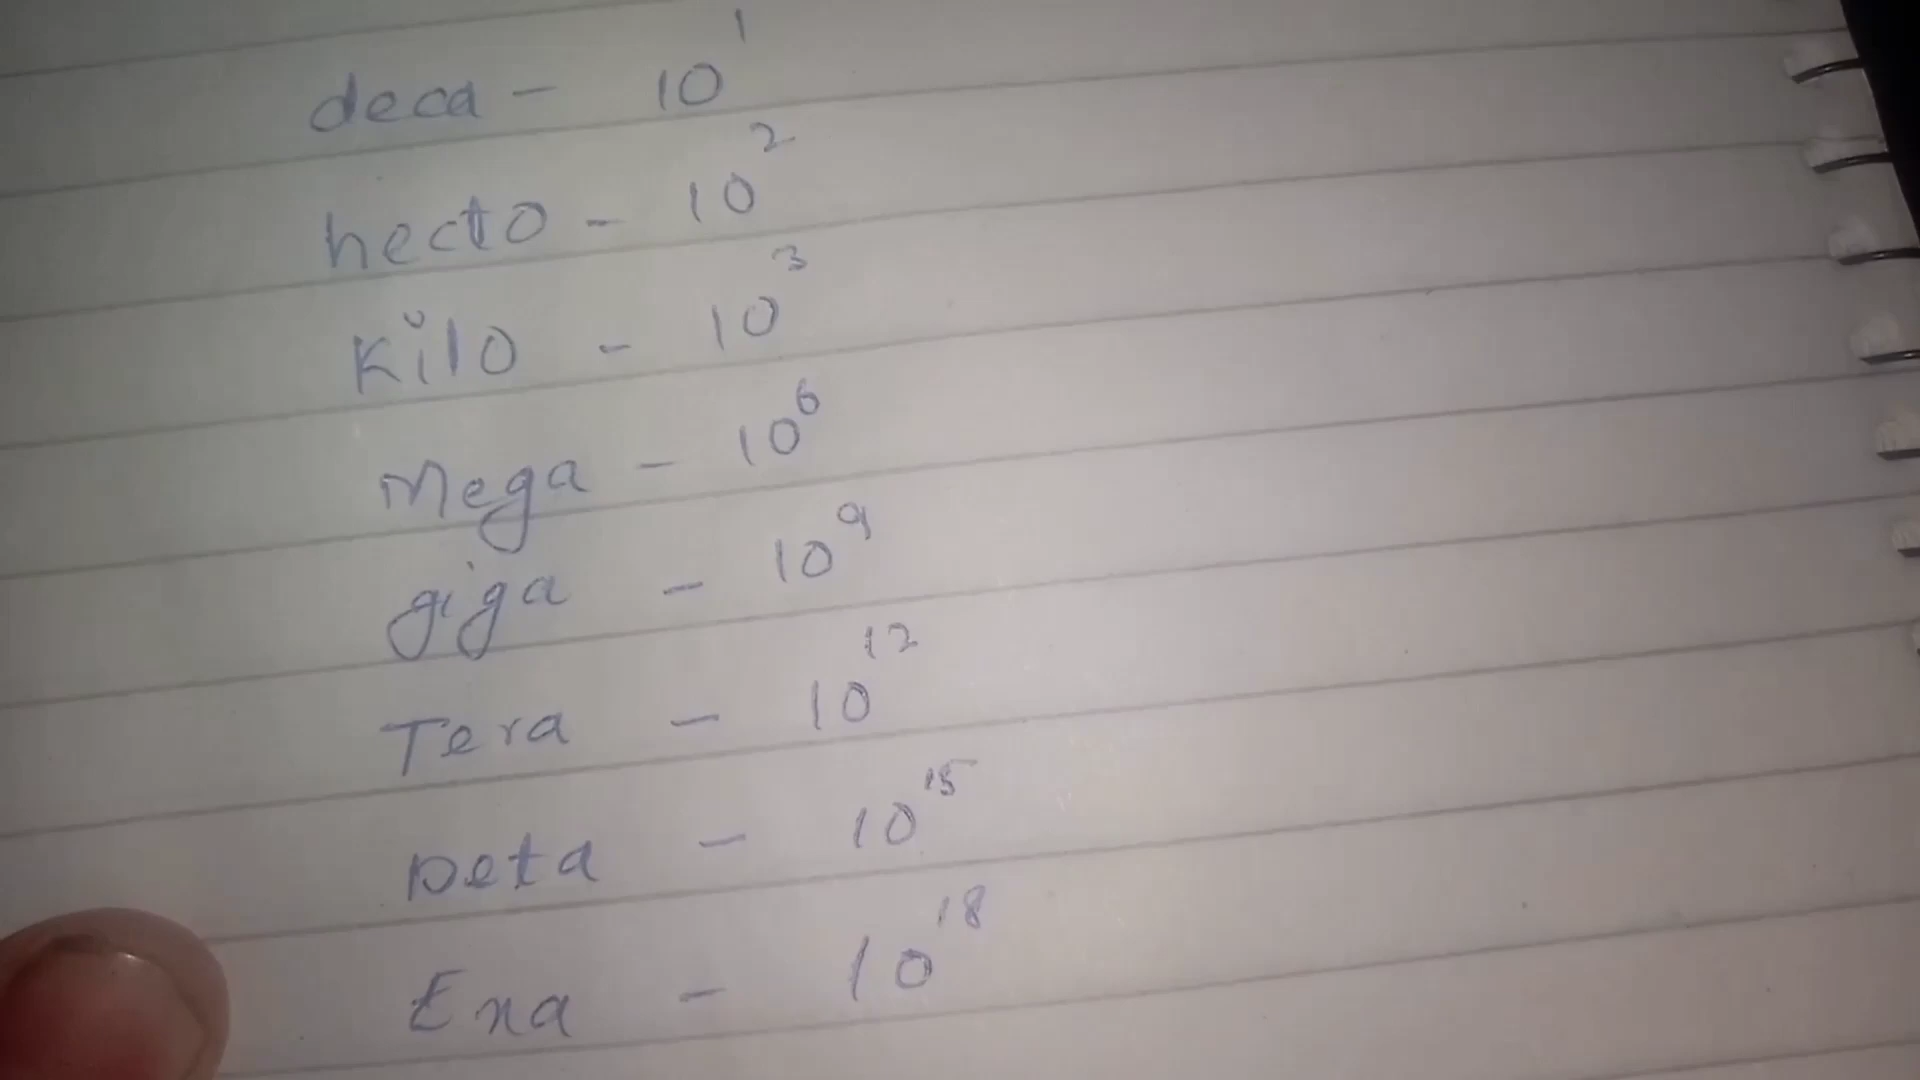 deca - 10¹
hecto - 10²
Kilo - 10³
Mega - 10⁶
giga - 10⁹
Tera - 10¹²
peta - 10¹⁵
Exa - 10¹⁸